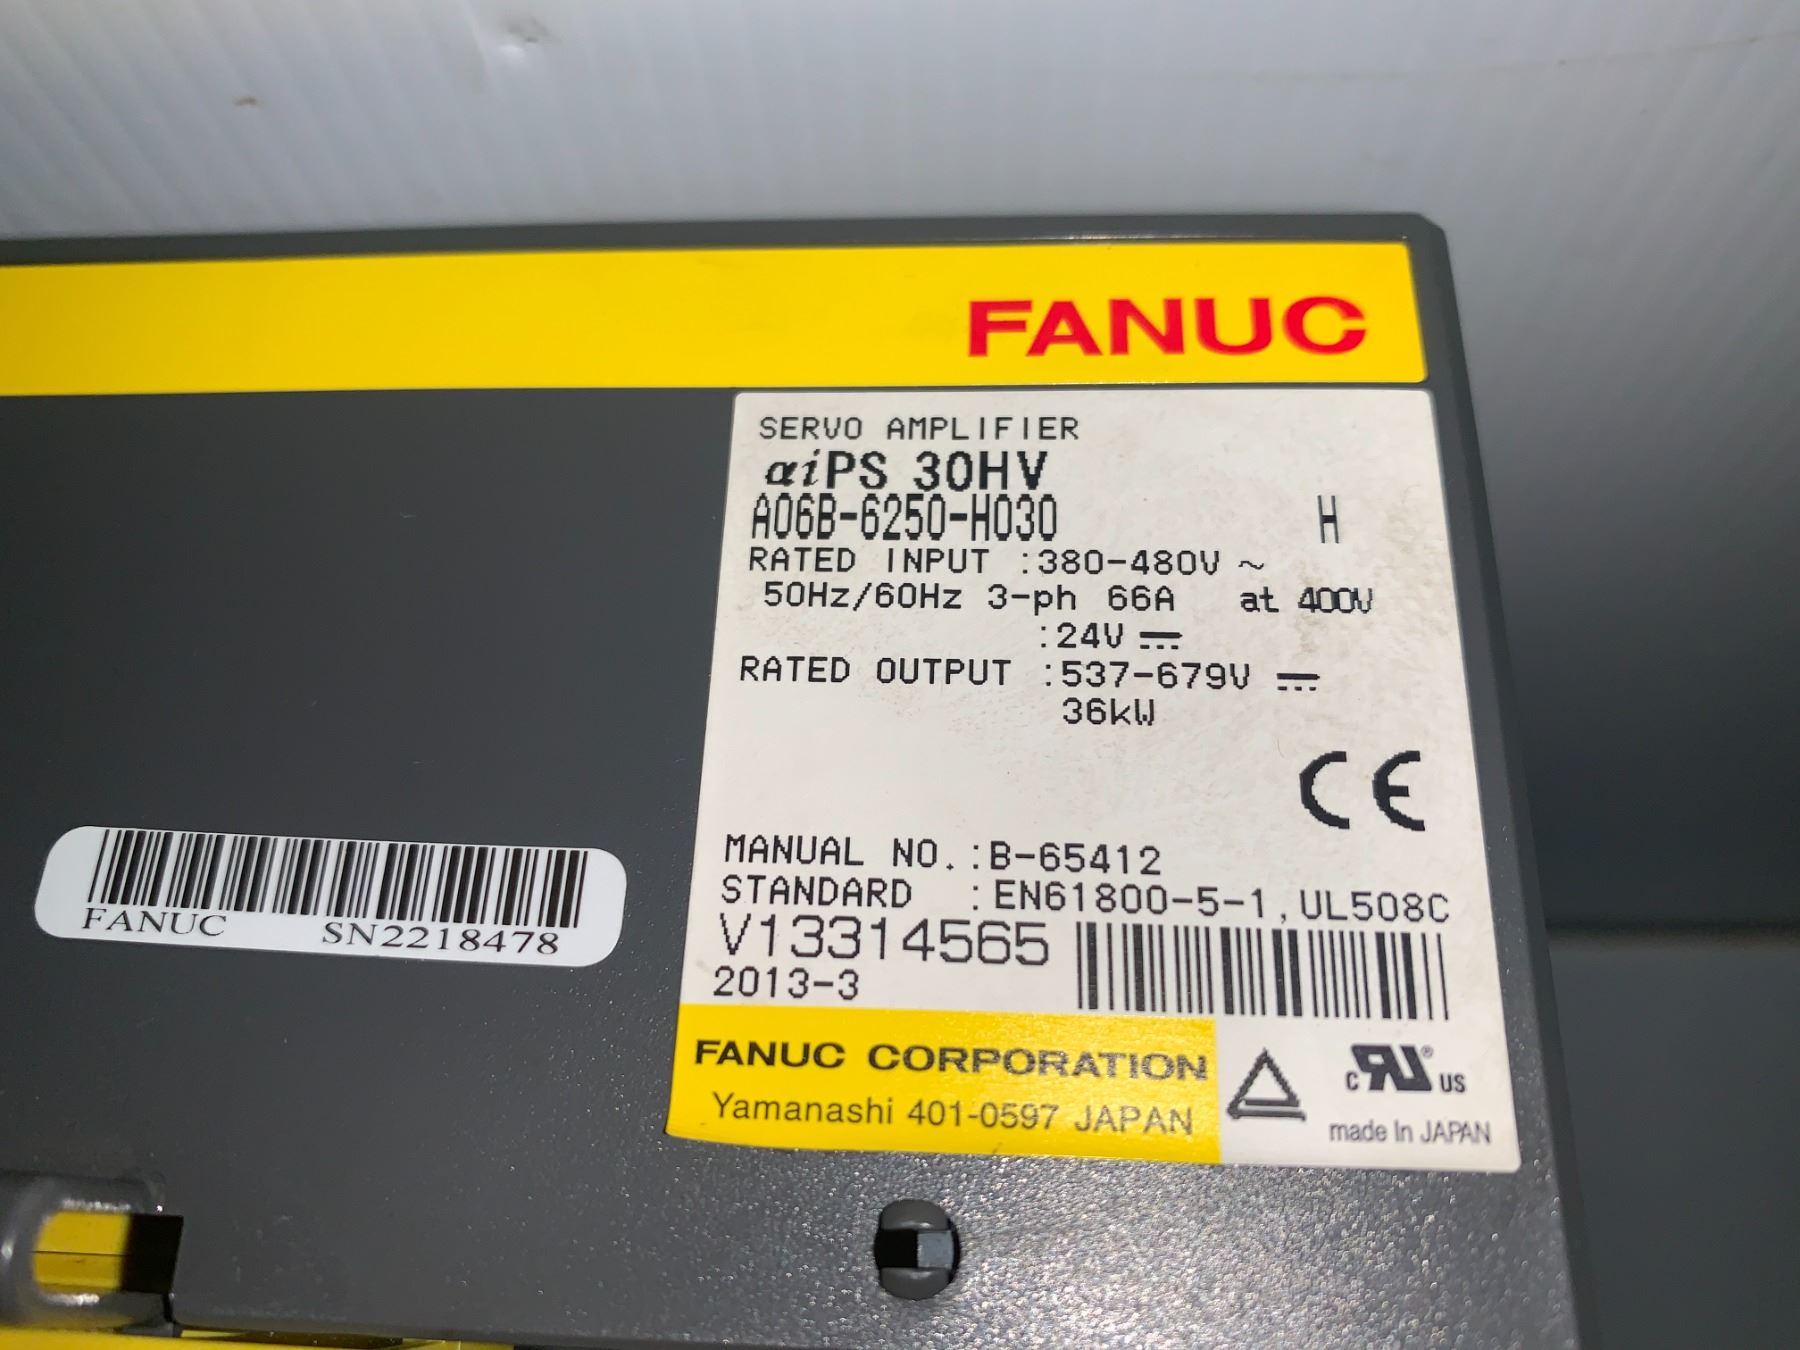 FANUC
SERVO AMPLIFIER
αiPS 30HV
A06B-6250-H030 H
RATED INPUT :380-480V ~
50Hz/60Hz 3-ph 66A at 400V
:24V ⎓
RATED OUTPUT :537-679V ⎓
36kW
CE
MANUAL NO.:B-65412
STANDARD :EN61800-5-1,UL508C
V13314565
2013-3
FANUC CORPORATION
Yamanashi 401-0597 JAPAN
c RU ® US
made In JAPAN
FANUC SN2218478